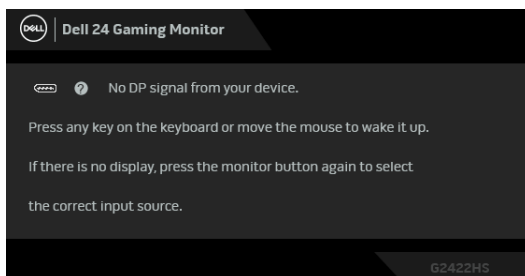 DELL
Dell 24 Gaming Monitor
No DP signal from your device.
Press any key on the keyboard or move the mouse to wake it up.
If there is no display, press the monitor button again to select
the correct input source.
G2422HS